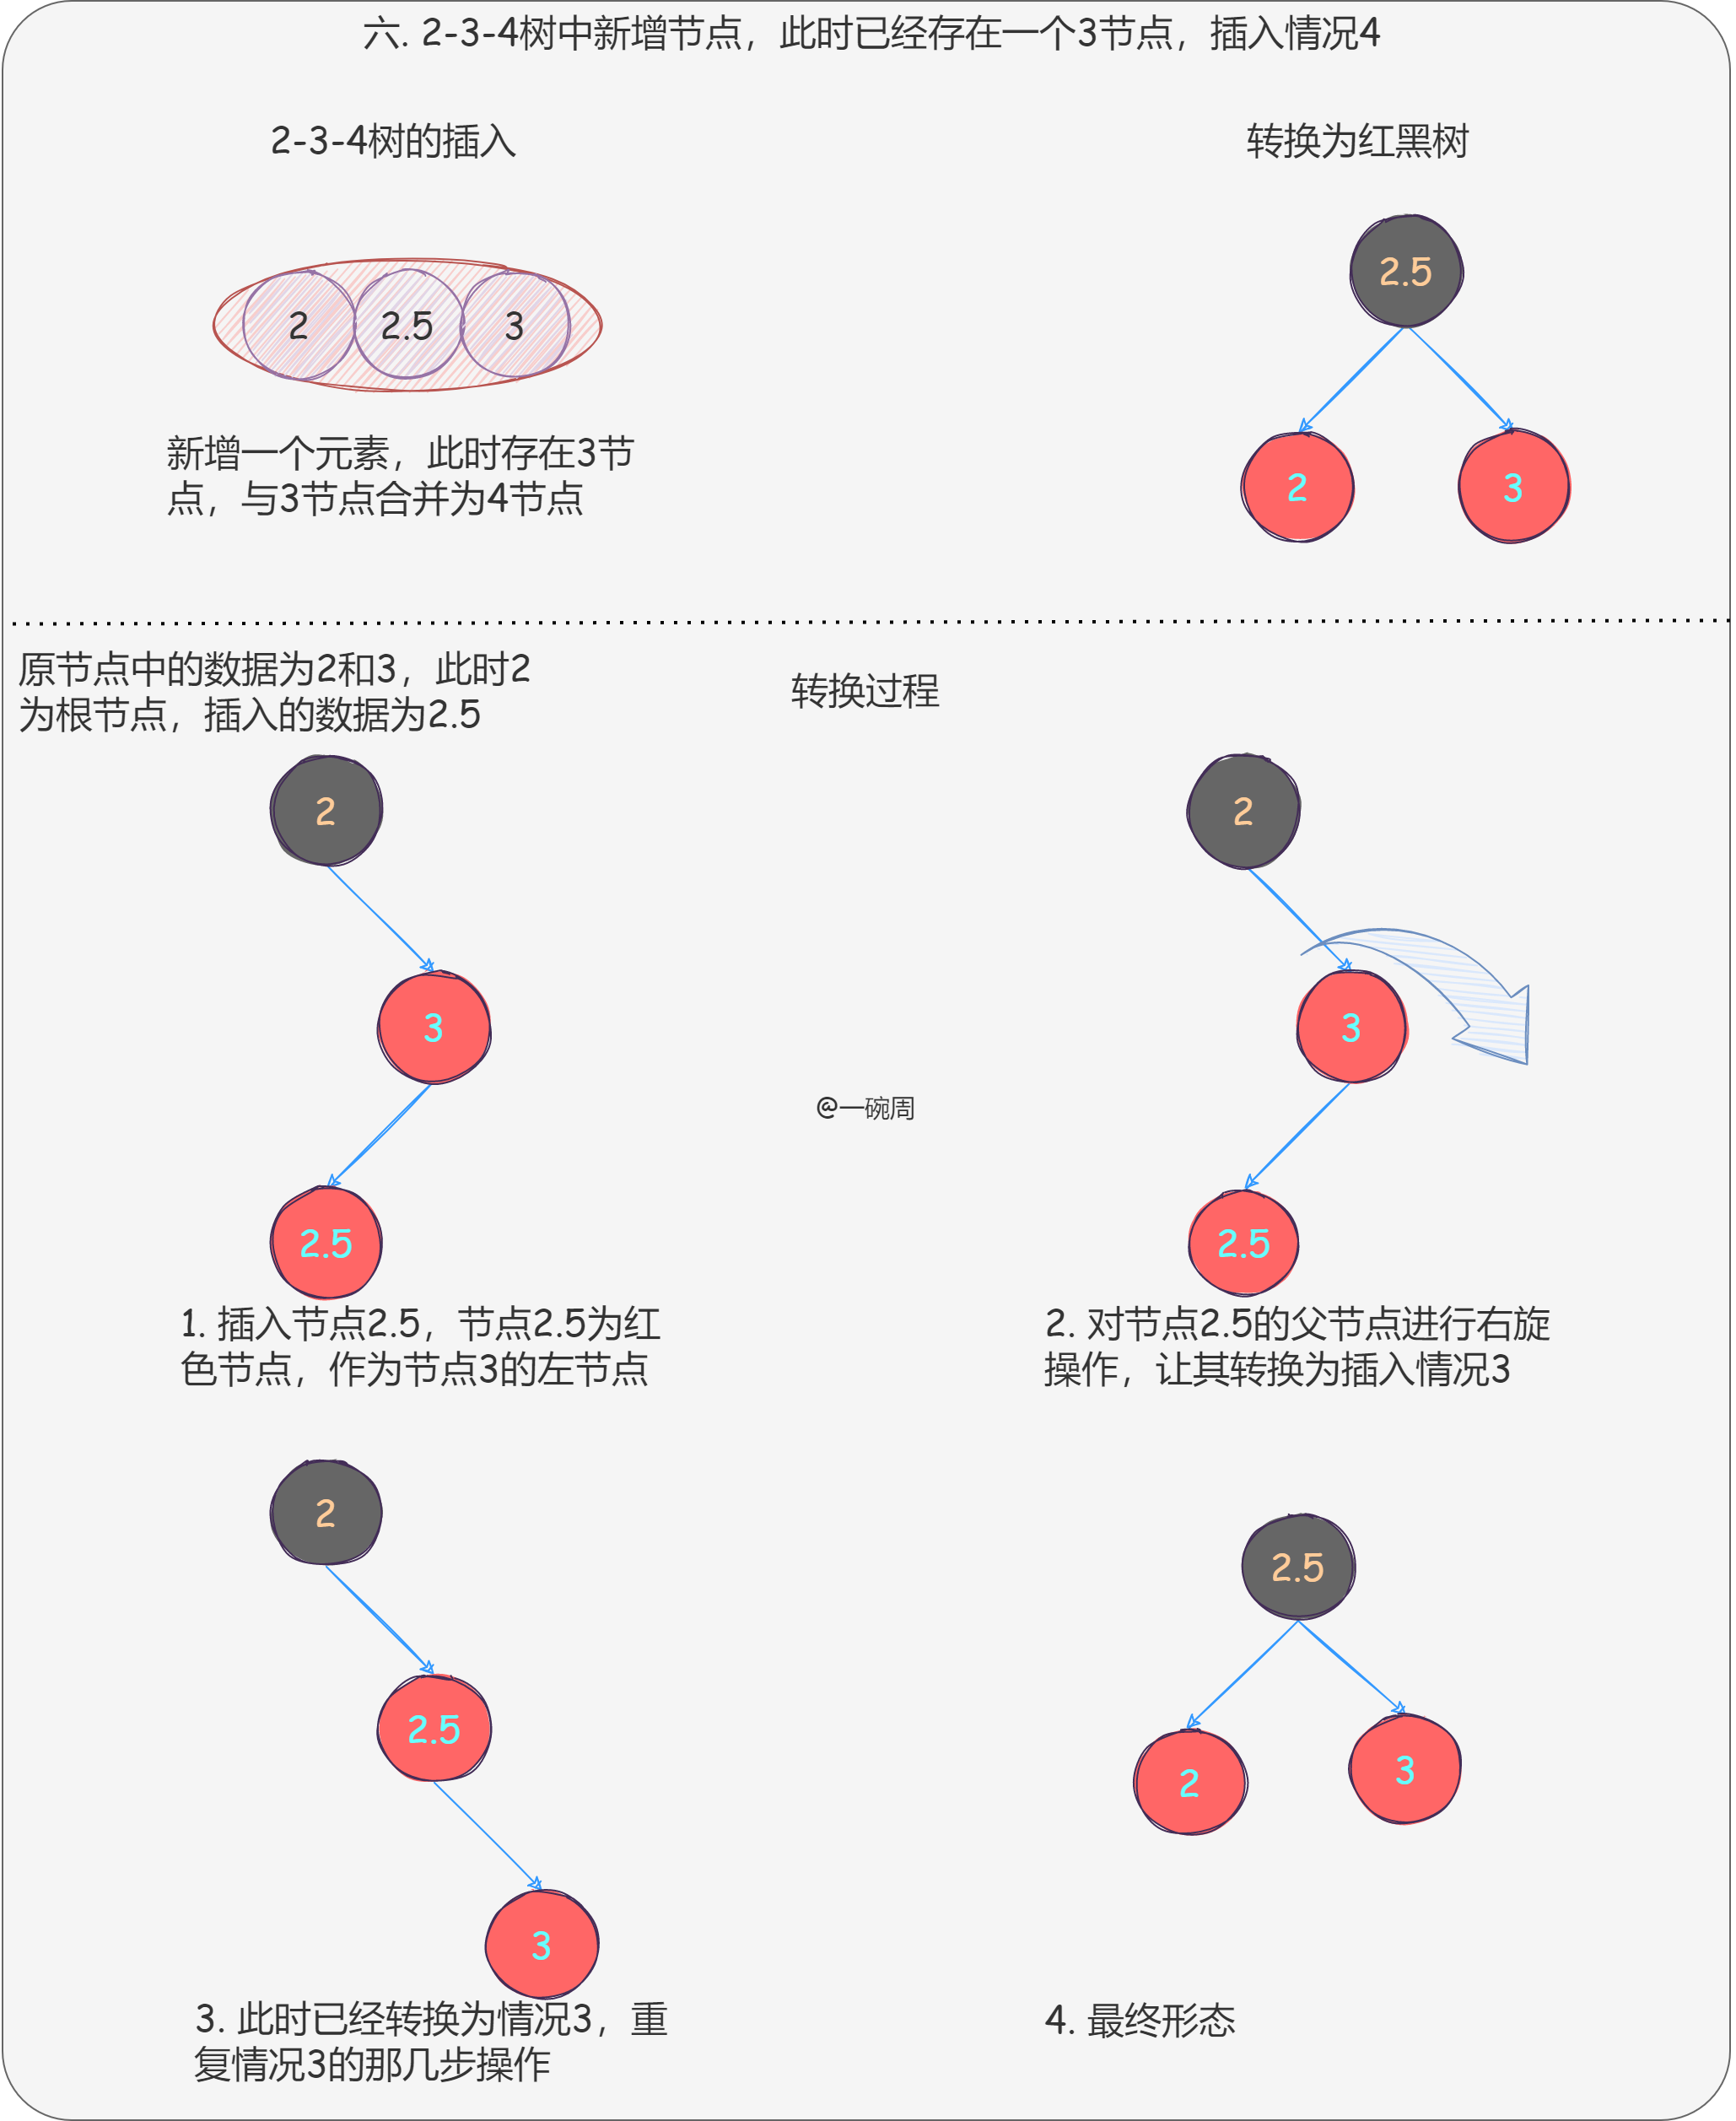 六. 2-3-4树中新增节点，此时已经存在一个3节点，插入情况4
2-3-4树的插入
转换为红黑树
2
2.5
3
新增一个元素，此时存在3节
点，与3节点合并为4节点
2.5
2
3
原节点中的数据为2和3，此时2
为根节点，插入的数据为2.5
转换过程
2
3
2.5
1. 插入节点2.5，节点2.5为红
色节点，作为节点3的左节点
@一碗周
2
3
2.5
2. 对节点2.5的父节点进行右旋
操作，让其转换为插入情况3
2
2.5
3
3. 此时已经转换为情况3，重
复情况3的那几步操作
2.5
2
3
4. 最终形态